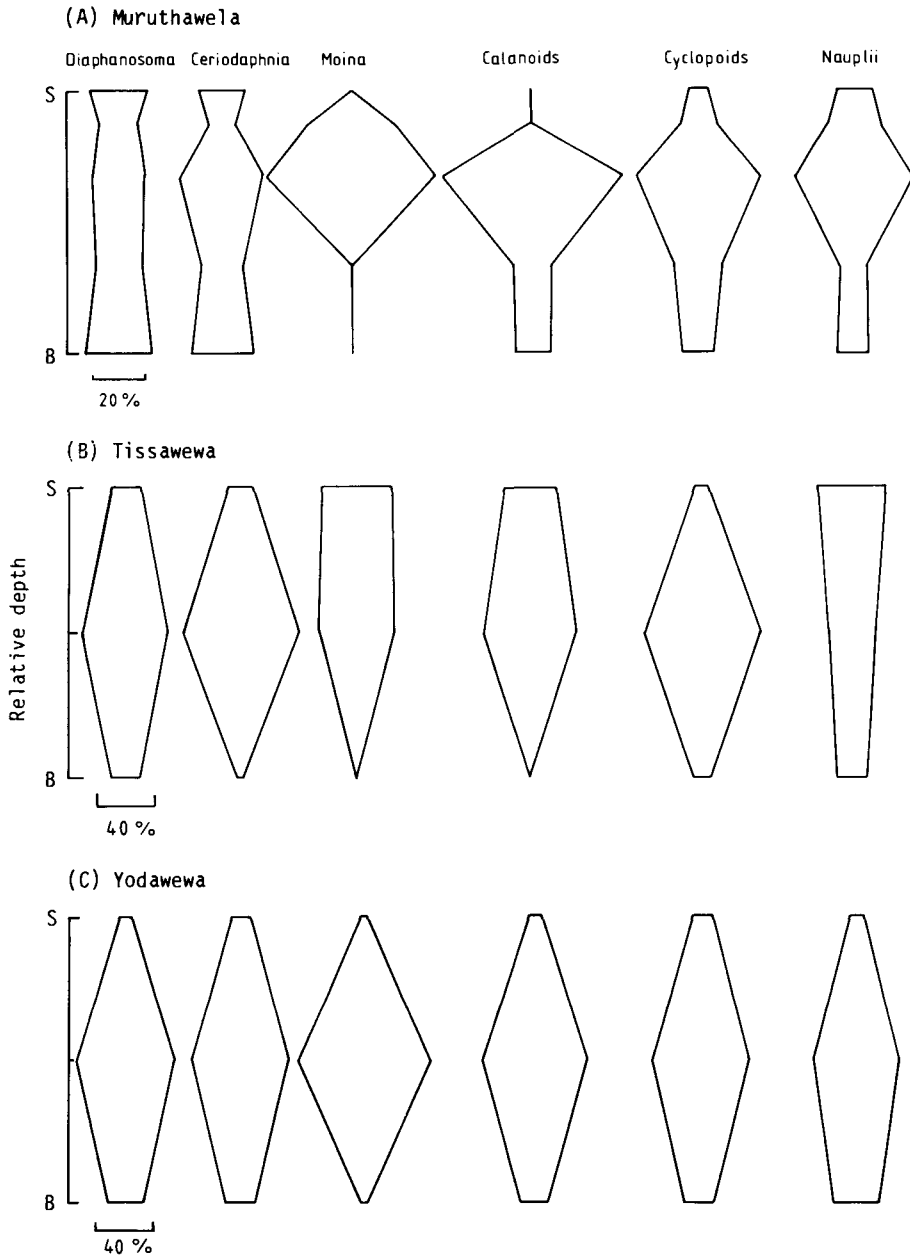 (A) Muruthawela
Diaphanosoma Ceriodaphnia Moina Calanoids Cyclopoids Nauplii
S
B
20 %
(B) Tissawewa
S
Relative depth
B
40 %
(C) Yodawewa
S
B
40 %